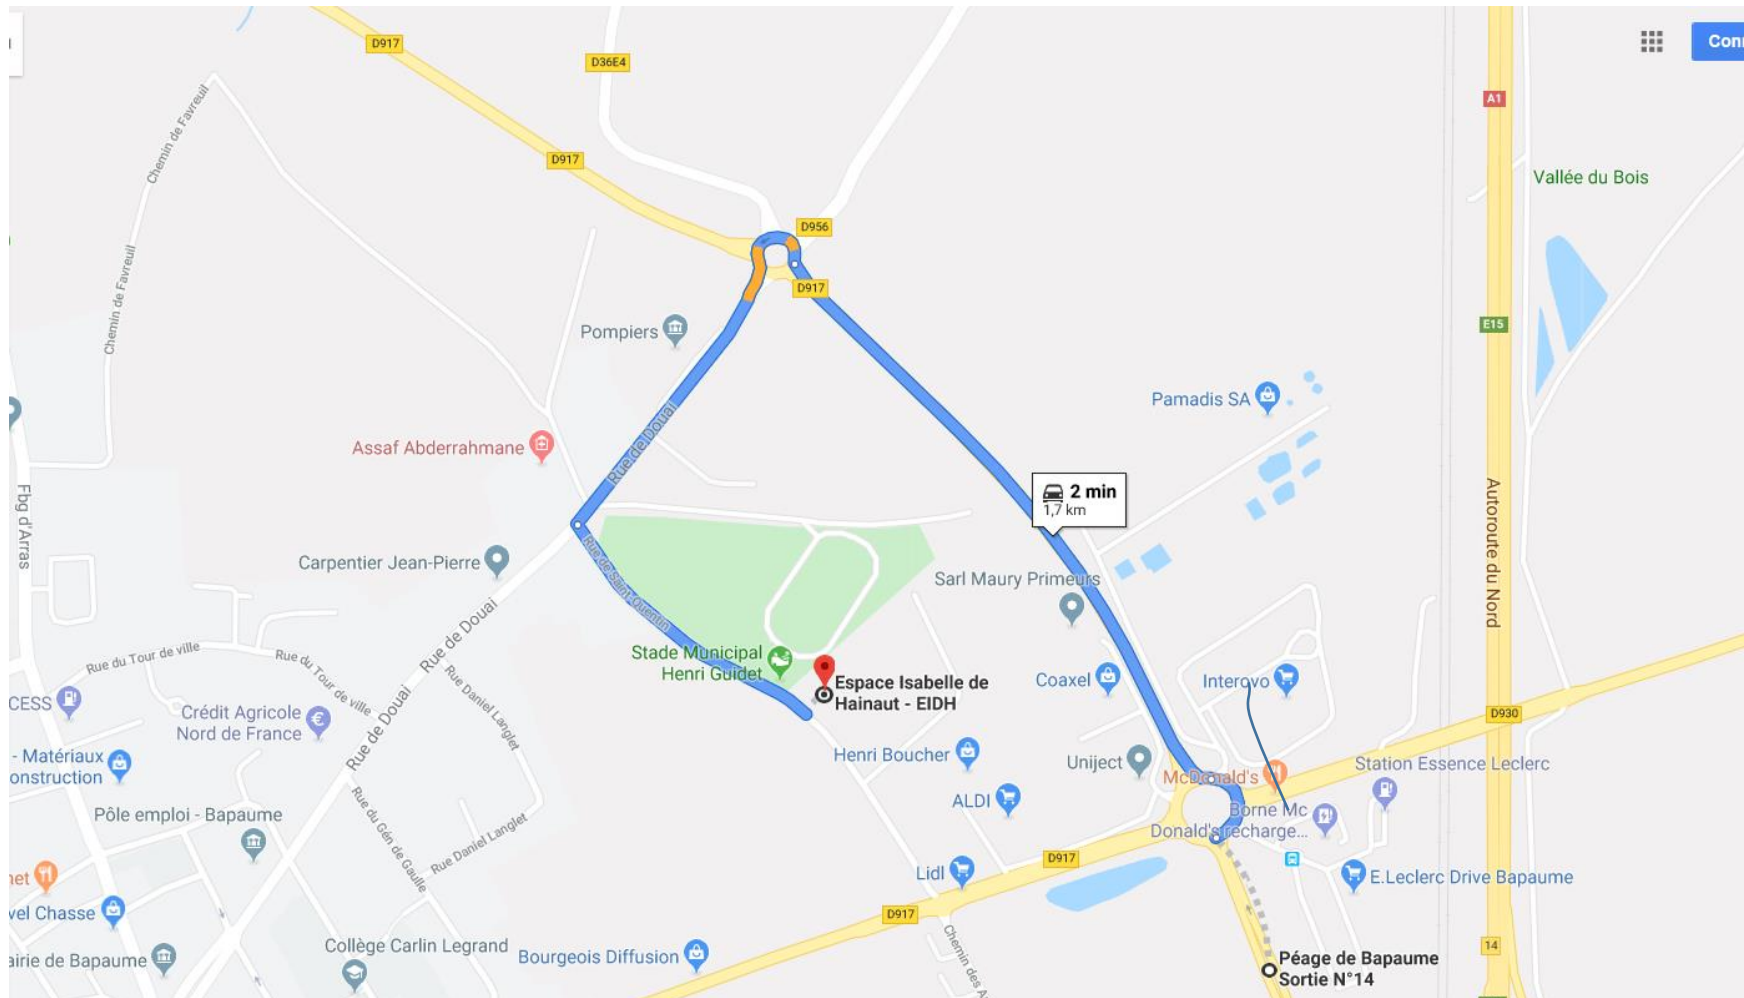 D917
D36E4
Conn
A1
Chemin de Favreuil
D917
Vallée du Bois
D956
Chemin de Favreuil
D917
E15
Pompiers
Pamadis SA
Rue de Douai
Assaf Abderrahmane
2 min
1,7 km
Fbg d'Arras
Autoroute du Nord
Carpentier Jean-Pierre
Rue de Saint-Quentin
Sarl Maury Primeurs
Rue de Douai
Stade Municipal
Henri Guidet
Rue du Tour de ville
Rue du Tour de ville
Rue Daniel Langlet
Espace Isabelle de
Hainaut - EIDH
Coaxel
Interovo
CESS
Crédit Agricole
Nord de France
Rue de Douai
D930
- Matériaux
onstruction
Henri Boucher
Uniject
McDonald's
Station Essence Leclerc
ALDI
Borne Mc
Donald's recharge...
Pôle emploi - Bapaume
Rue du Gén de Gaulle
Rue Daniel Langlet
D917
Lidl
E.Leclerc Drive Bapaume
net
vel Chasse
D917
Collège Carlin Legrand
Bourgeois Diffusion
Chemin des A
14
airie de Bapaume
Péage de Bapaume
Sortie N°14